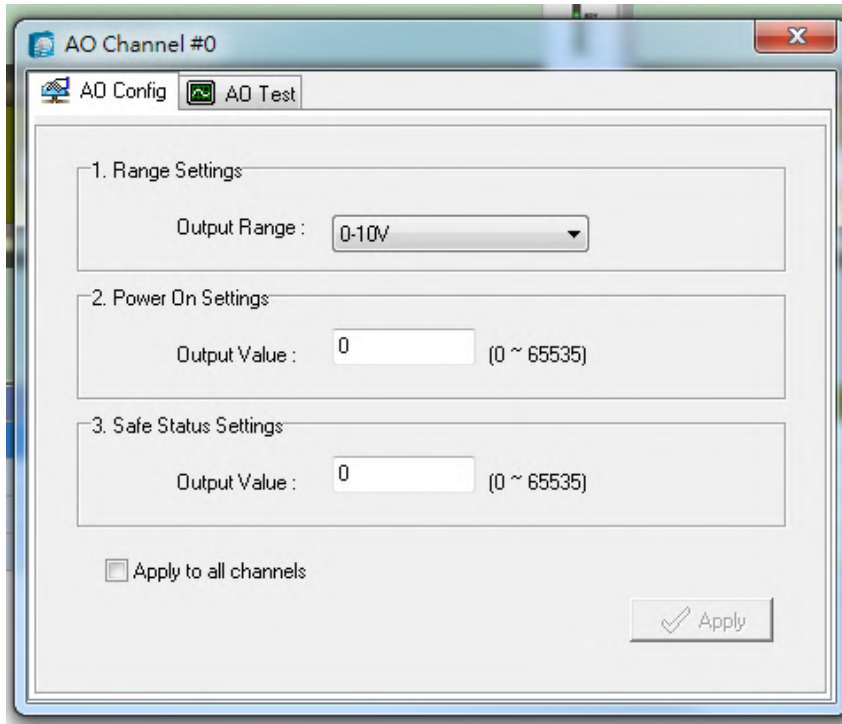 AO Channel #0
AO Config AO Test
1. Range Settings
Output Range : 0-10V
2. Power On Settings
Output Value : 0 (0 ~ 65535)
3. Safe Status Settings
Output Value : 0 (0 ~ 65535)
Apply to all channels
Apply